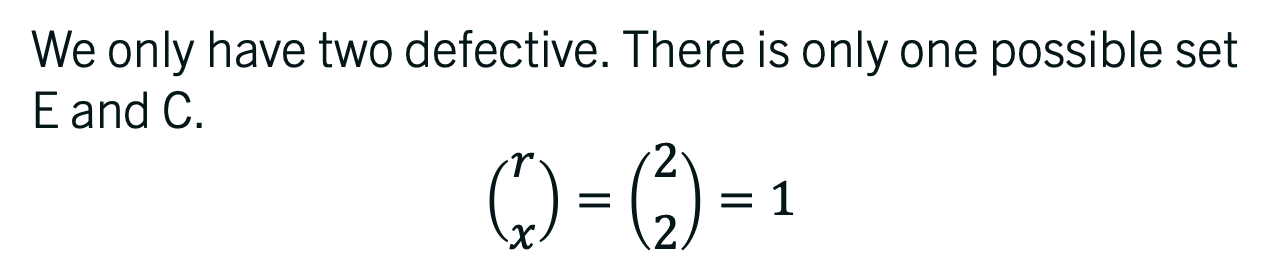 We only have two defective. There is only one possible set
E and C.
(r x) = (2 2) = 1